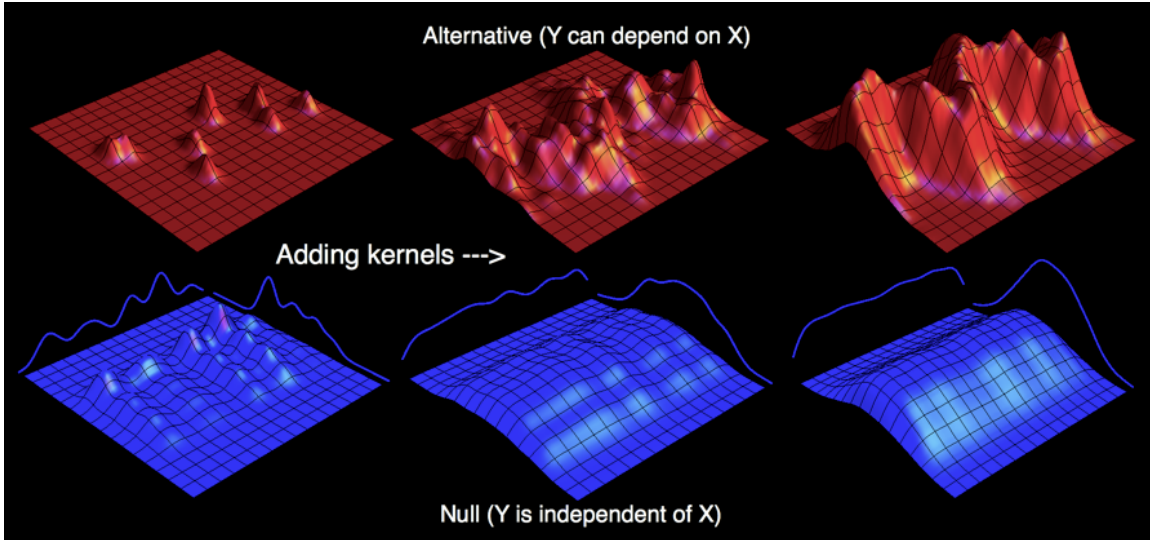 Alternative (Y can depend on X)
Adding kernels --->
Null (Y is independent of X)